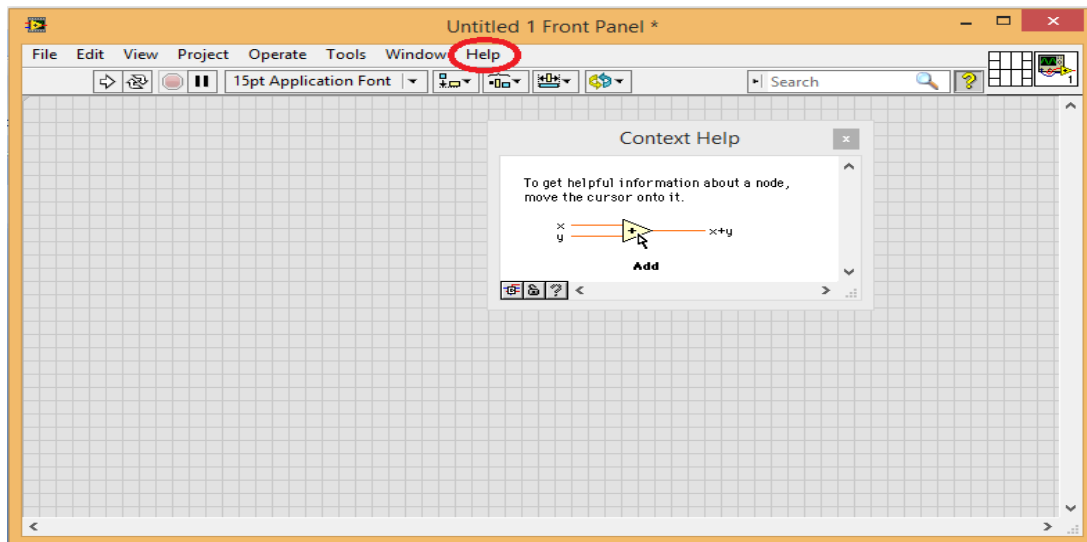 Untitled 1 Front Panel *
File Edit View Project Operate Tools Window Help
15pt Application Font
Search
1
Context Help
To get helpful information about a node,
move the cursor onto it.
x
y
x+y
Add